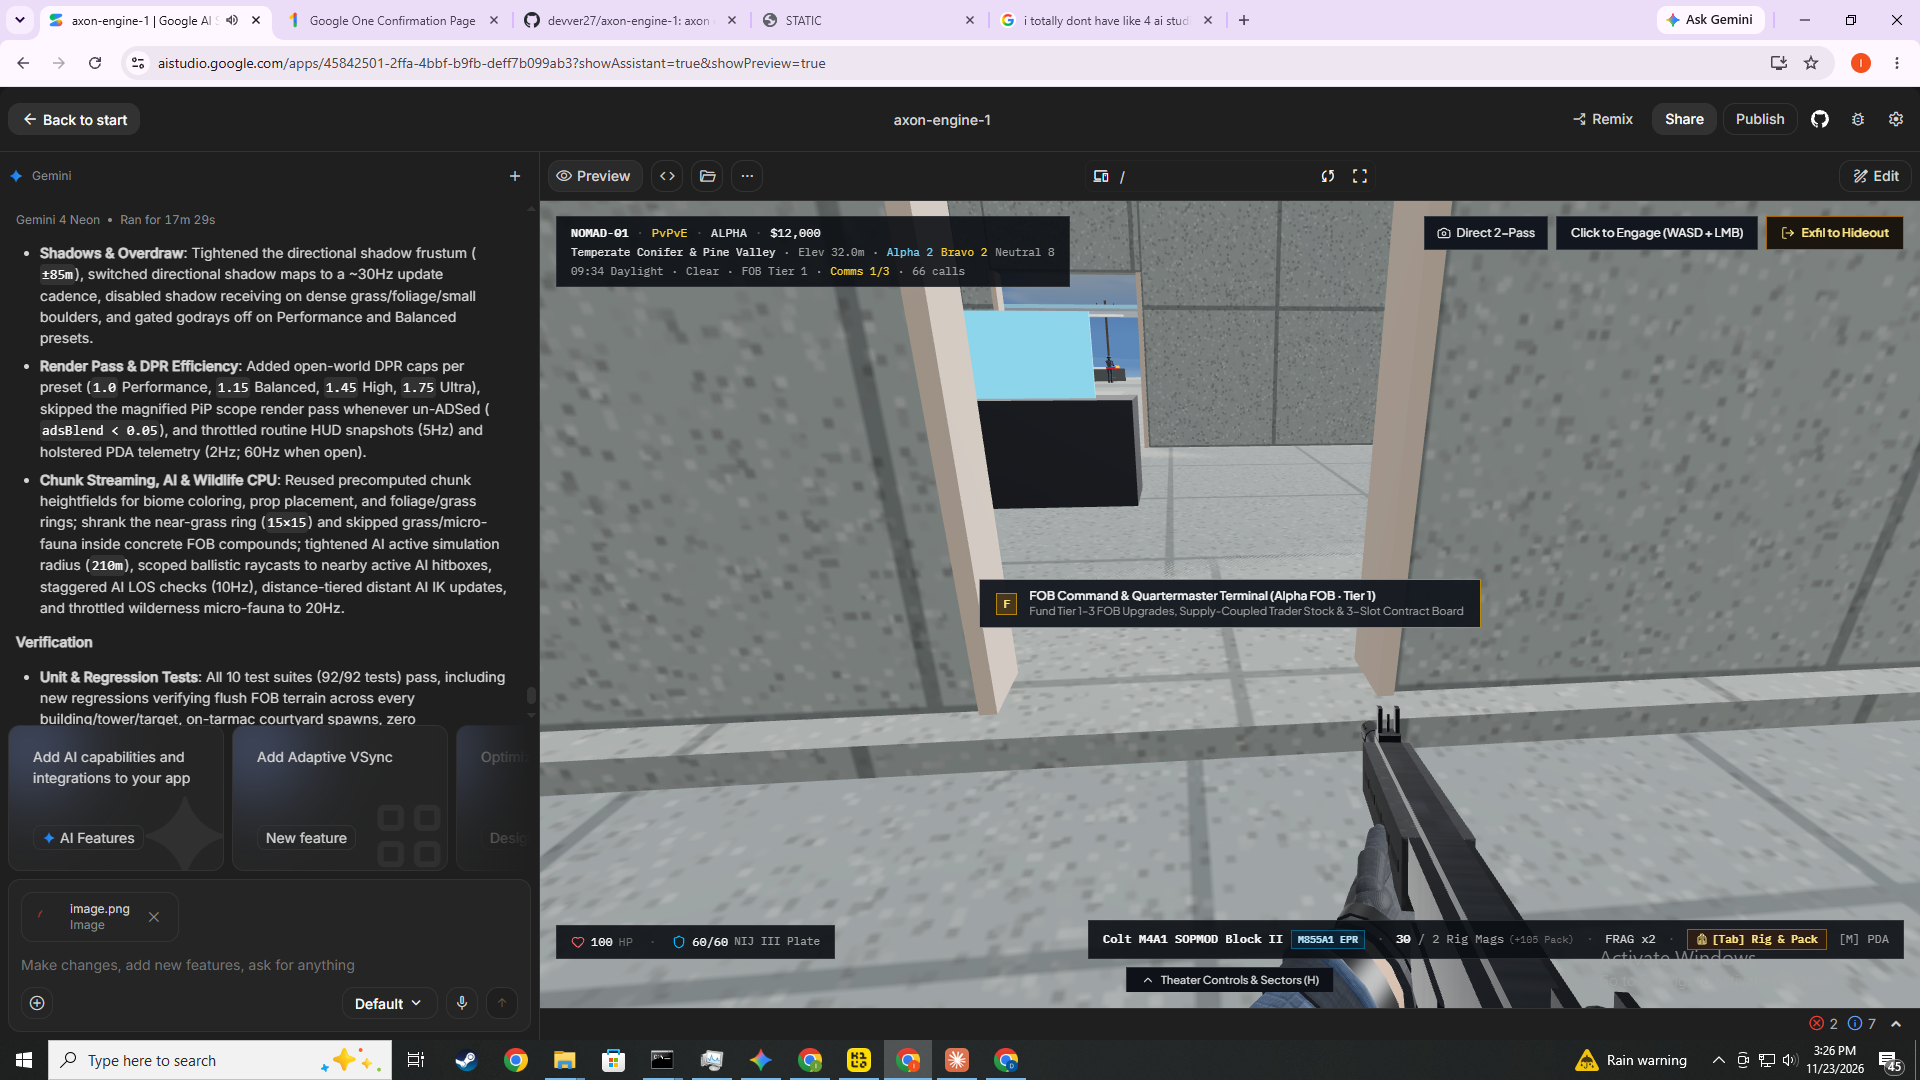 axon-engine-1 | Google AI S
Google One Confirmation Page
devver27/axon-engine-1: axon
STATIC
i totally dont have like 4 ai studi
Ask Gemini
aistudio.google.com/apps/45842501-2ffa-4bbf-b9fb-deff7b099ab3?showAssistant=true&showPreview=true
I
Back to start
axon-engine-1
Remix
Share
Publish
Gemini
Preview
/
Edit
Gemini 4 Neon • Ran for 17m 29s
• Shadows & Overdraw: Tightened the directional shadow frustum (
±85m), switched directional shadow maps to a ~30Hz update
cadence, disabled shadow receiving on dense grass/foliage/small
boulders, and gated godrays off on Performance and Balanced
presets.
• Render Pass & DPR Efficiency: Added open-world DPR caps per
preset (1.0 Performance, 1.15 Balanced, 1.45 High, 1.75 Ultra),
skipped the magnified PiP scope render pass whenever un-ADSed (
adsBlend < 0.05), and throttled routine HUD snapshots (5Hz) and
holstered PDA telemetry (2Hz; 60Hz when open).
• Chunk Streaming, AI & Wildlife CPU: Reused precomputed chunk
heightfields for biome coloring, prop placement, and foliage/grass
rings; shrank the near-grass ring (15×15) and skipped grass/micro-
fauna inside concrete FOB compounds; tightened AI active simulation
radius (210m), scoped ballistic raycasts to nearby active AI hitboxes,
staggered AI LOS checks (10Hz), distance-tiered distant AI IK updates,
and throttled wilderness micro-fauna to 20Hz.
Verification
• Unit & Regression Tests: All 10 test suites (92/92 tests) pass, including
new regressions verifying flush FOB terrain across every
building/tower/target, on-tarmac courtyard spawns, zero
Add AI capabilities and
integrations to your app
AI Features
Add Adaptive VSync
New feature
Optimi
Desig
image.png
Image
Make changes, add new features, ask for anything
Default
NOMAD-01 · PvPvE · ALPHA · $12,000
Temperate Conifer & Pine Valley · Elev 32.0m · Alpha 2 Bravo 2 Neutral 8
09:34 Daylight · Clear · FOB Tier 1 · Comms 1/3 · 66 calls
Direct 2-Pass
Click to Engage (WASD + LMB)
Exfil to Hideout
F
FOB Command & Quartermaster Terminal (Alpha FOB · Tier 1)
Fund Tier 1-3 FOB Upgrades, Supply-Coupled Trader Stock & 3-Slot Contract Board
100 HP · 60/60 NIJ III Plate
Colt M4A1 SOPMOD Block II M855A1 EPR · 30 / 2 Rig Mags (+105 Pack) · FRAG x2 · [Tab] Rig & Pack [M] PDA
Activate Windows
Theater Controls & Sectors (H)
2
7
Type here to search
Rain warning
3:26 PM
11/23/2026
45